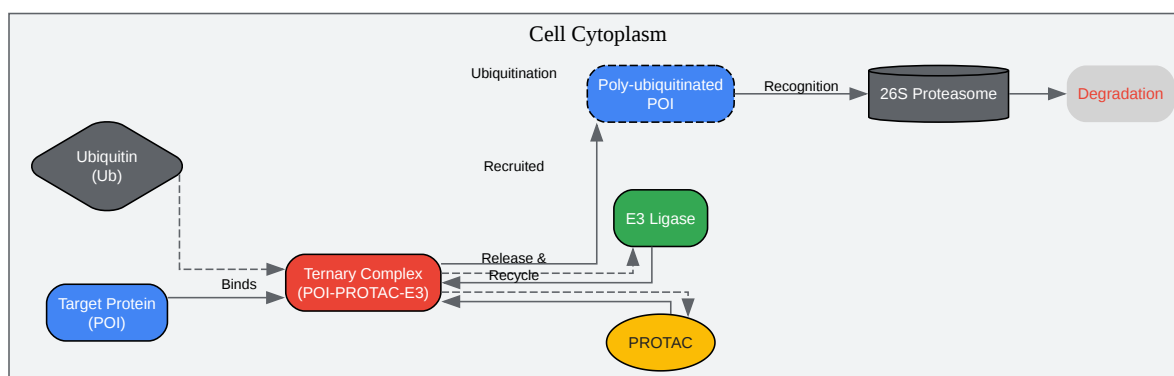 Cell Cytoplasm
Ubiquitination
Poly-ubiquitinated
POI
Recognition
26S Proteasome
Degradation
Ubiquitin
(Ub)
Recruited
E3 Ligase
Release &
Recycle
Ternary Complex
(POI-PROTAC-E3)
Binds
Target Protein
(POI)
PROTAC